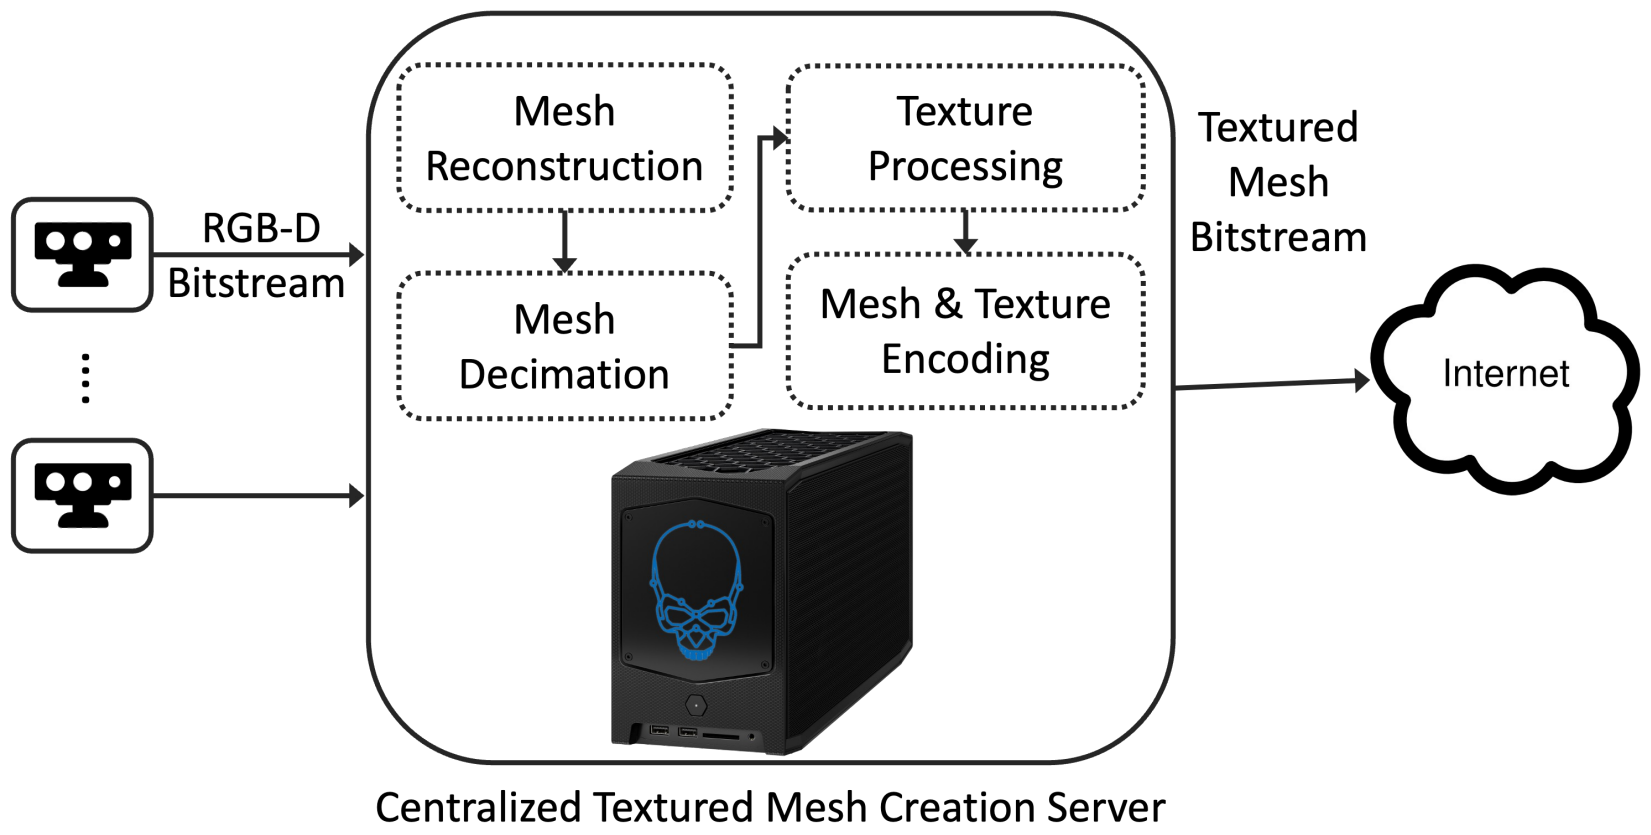 RGB-D
Bitstream
Mesh
Reconstruction
Mesh
Decimation
Texture
Processing
Mesh & Texture
Encoding
Textured
Mesh
Bitstream
Internet
Centralized Textured Mesh Creation Server